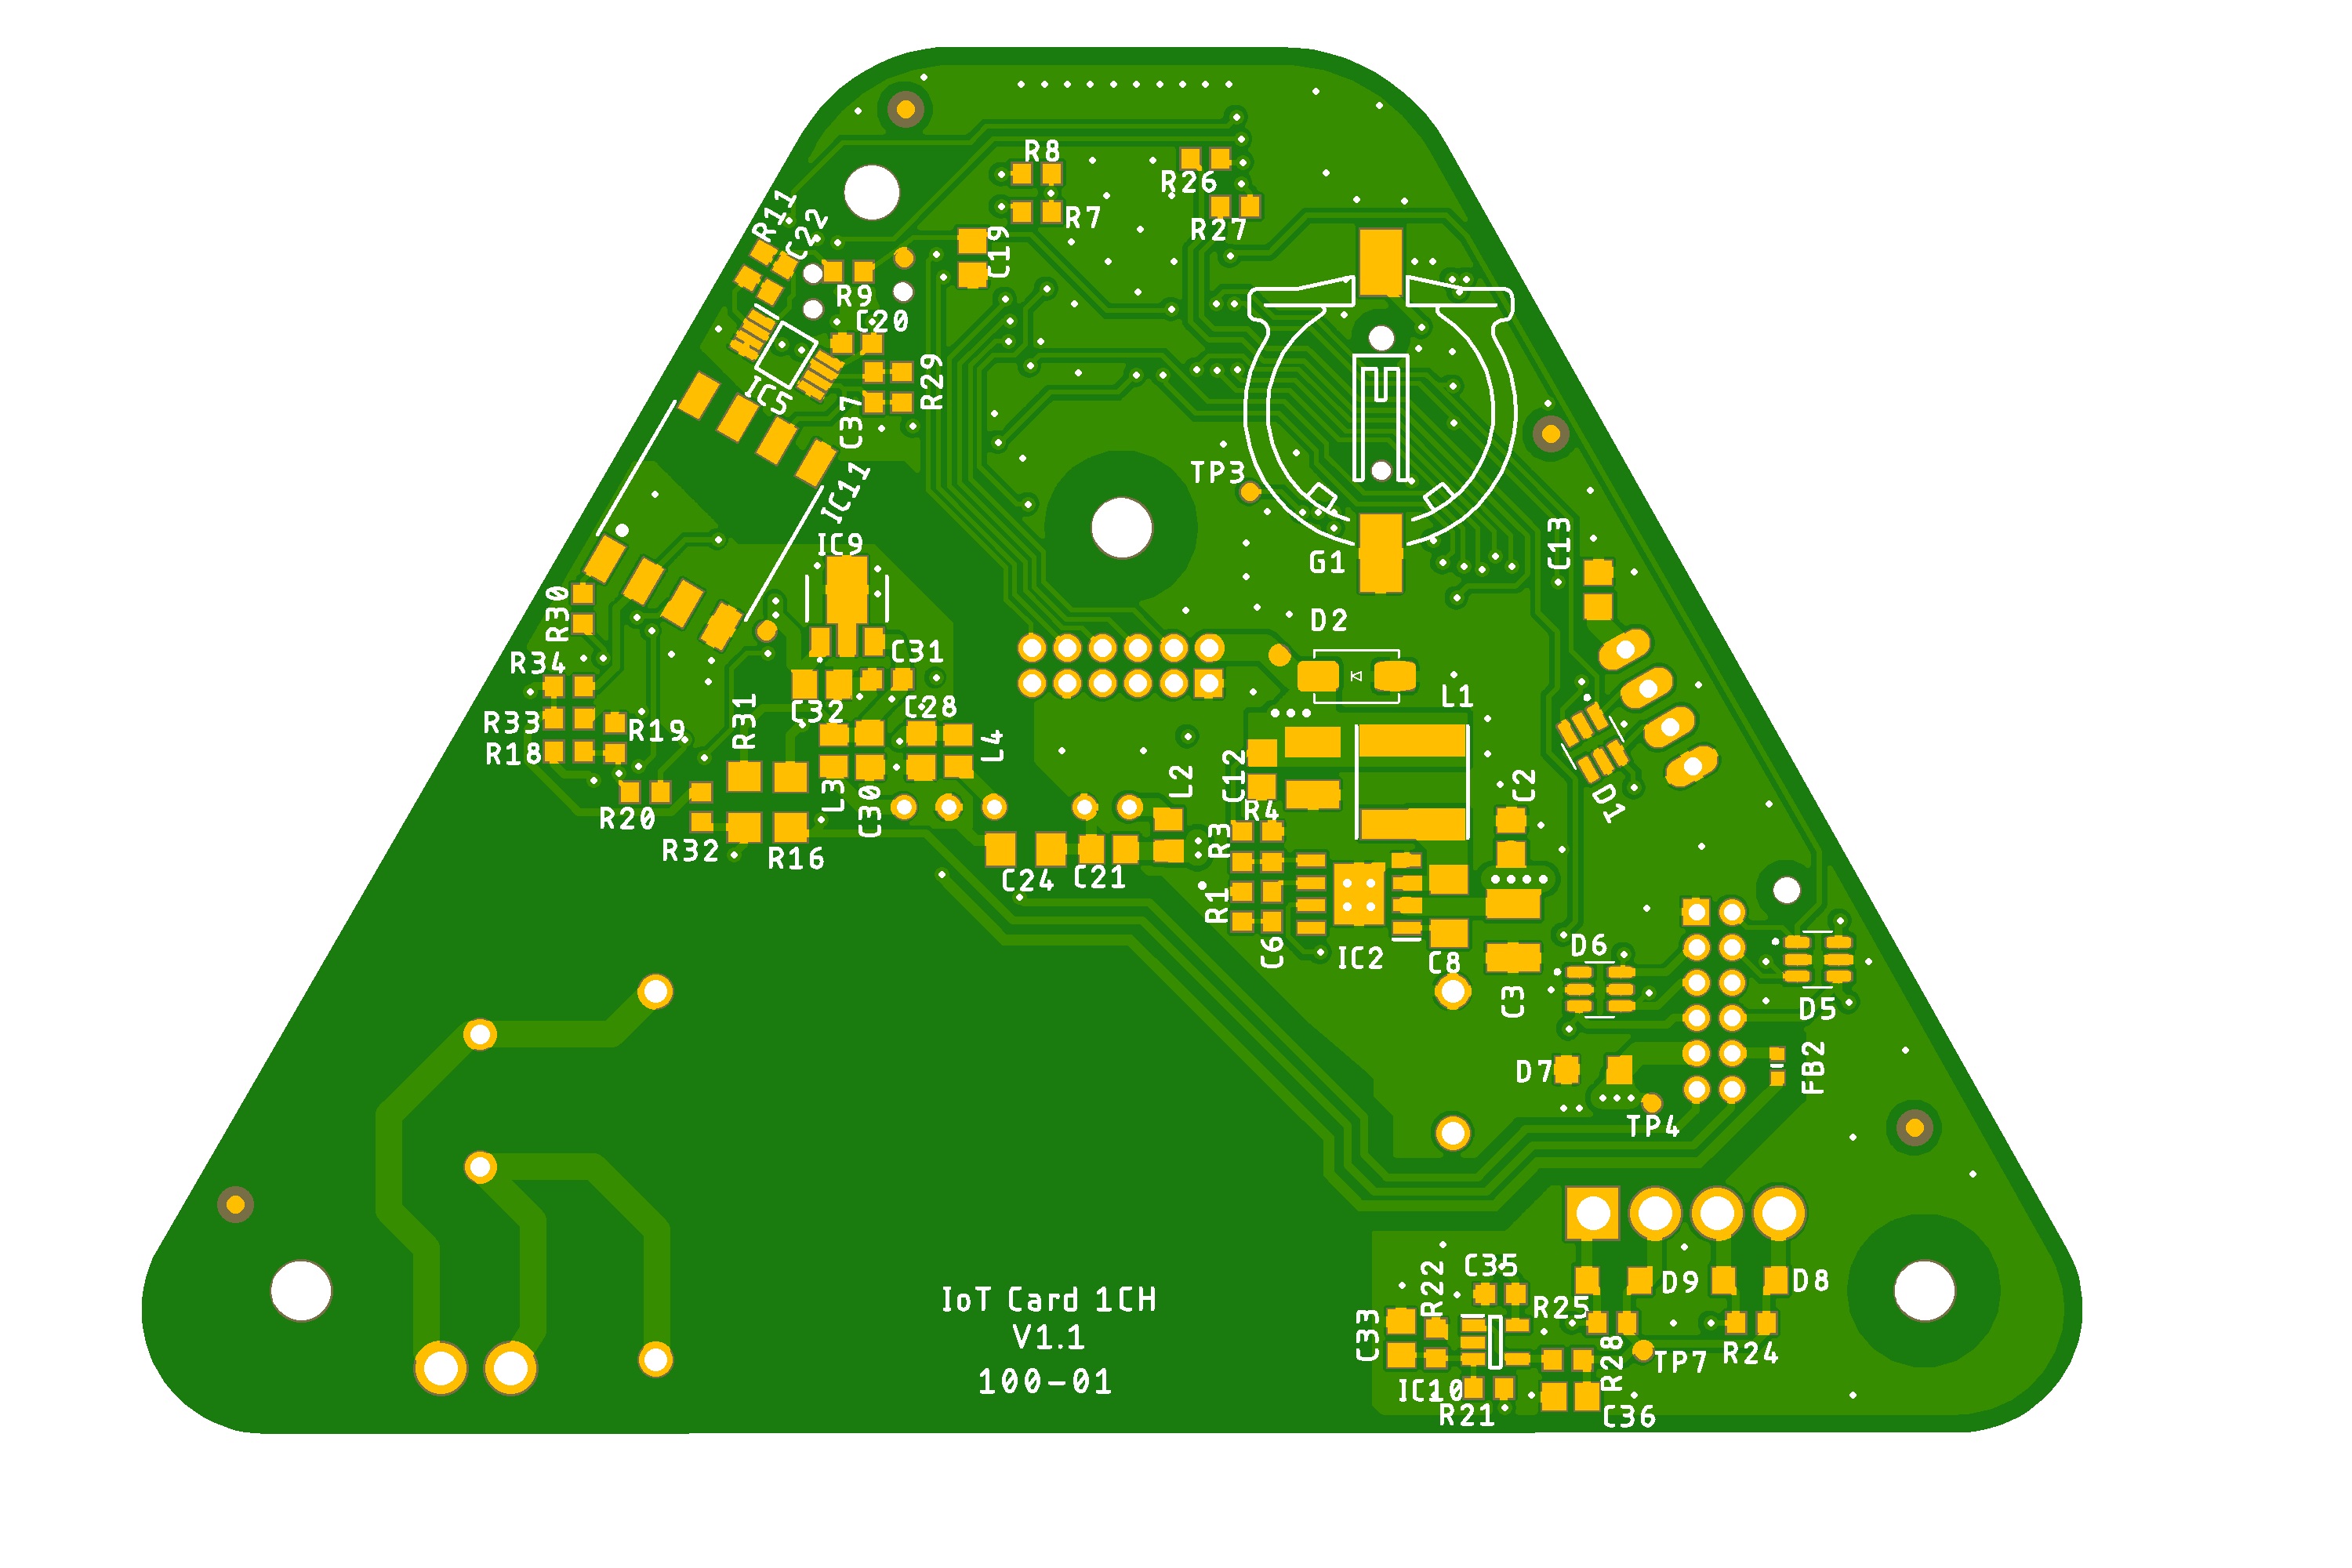 R8
R26
R11
C22
R7
R27
C19
R9
C20
R29
IC5
C37
TP3
IC11
C13
IC9
G1
R30
D2
C31
R34
L1
C32
C28
R31
R33
R19
R18
L4
L2
C12
C2
L3
C30
R4
D1
R20
R3
R32
R16
C24
C21
R1
D6
C6
IC2
C8
C3
D5
D7
FB2
TP4
C35
D9
D8
R22
IoT Card 1CH
R25
C33
V1.1
R28
TP7
R24
100-01
IC10
R21
C36